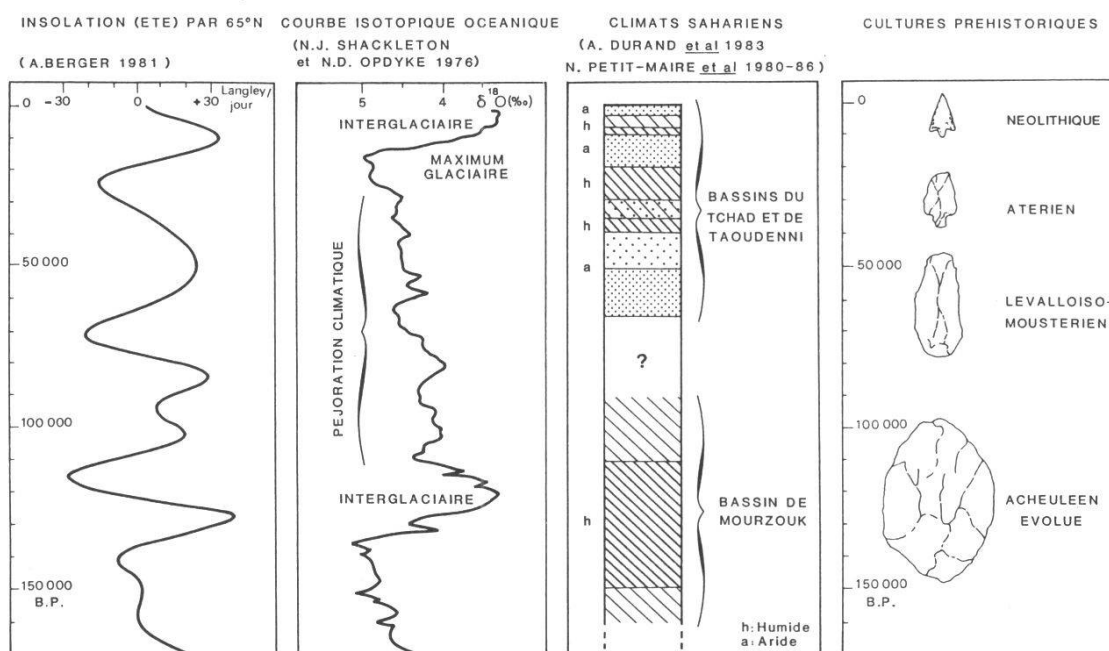 INSOLATION (ETE) PAR 65°N
(A.BERGER 1981)
-30 0 +30 Langley/
jour
0
50 000
100 000
150 000
B.P.
COURBE ISOTOPIQUE OCEANIQUE
(N.J. SHACKLETON
et N.D. OPDYKE 1976)
5 4 δ 18 O(‰)
INTERGLACIAIRE
MAXIMUM
GLACIAIRE
PEJORATION CLIMATIQUE
INTERGLACIAIRE
CLIMATS SAHARIENS
(A. DURAND et al 1983
N. PETIT-MAIRE et al 1980-86)
a
h
a
h
h
a
?
h
BASSINS DU
TCHAD ET DE
TAOUDENNI
BASSIN DE
MOURZOUK
h: Humide
a: Aride
CULTURES PREHISTORIQUES
0
50 000
100 000
150 000
B.P.
NEOLITHIQUE
ATERIEN
LEVALLOISO-
MOUSTERIEN
ACHEULEEN
EVOLUE